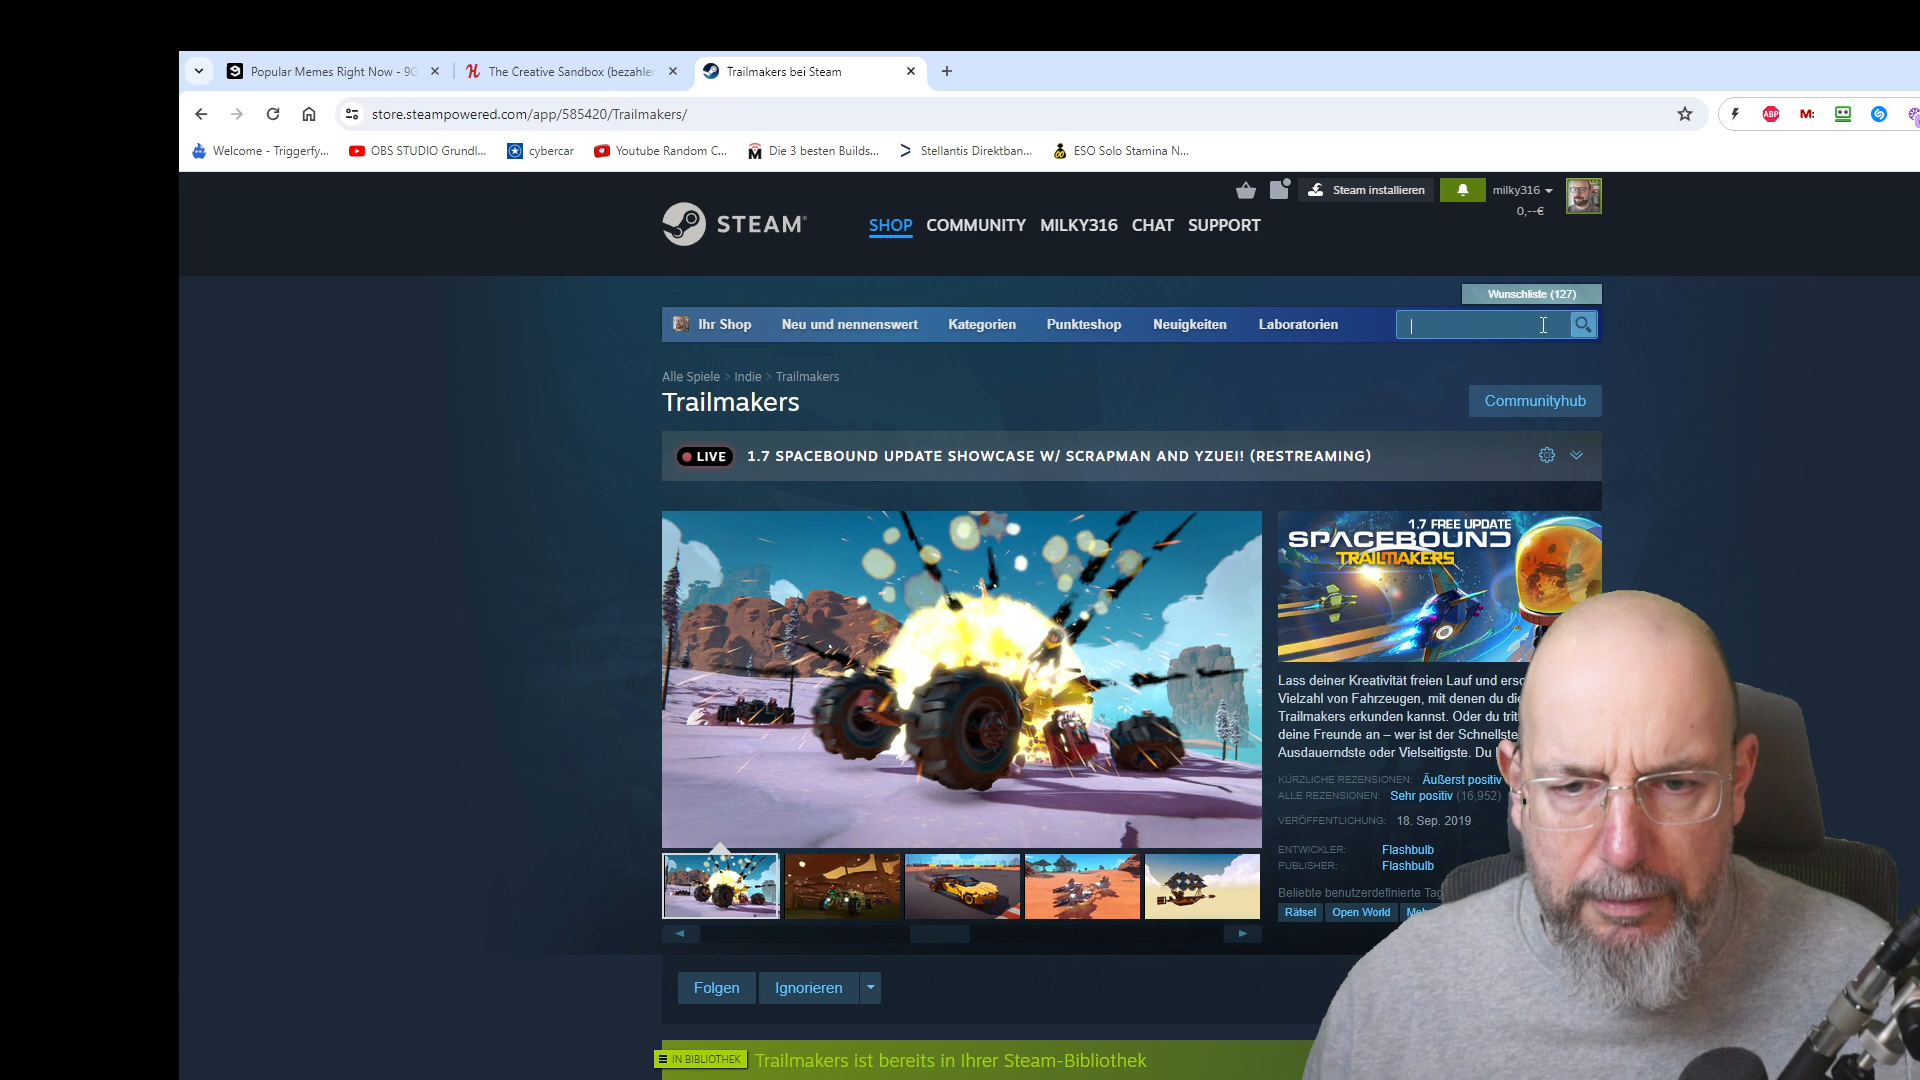 Popular Memes Right Now - 9G
The Creative Sandbox (bezahle
Trailmakers bei Steam
store.steampowered.com/app/585420/Trailmakers/
ABP
M:
Welcome - Triggerfy...
OBS STUDIO Grundl...
cybercar
Youtube Random C...
Die 3 besten Builds...
Stellantis Direktban...
ESO Solo Stamina N...
Steam installieren
milky316
0,--€
STEAM
SHOP
COMMUNITY
MILKY316
CHAT
SUPPORT
Wunschliste (127)
Ihr Shop
Neu und nennenswert
Kategorien
Punkteshop
Neuigkeiten
Laboratorien
Alle Spiele > Indie > Trailmakers
Trailmakers
Communityhub
LIVE
1.7 SPACEBOUND UPDATE SHOWCASE W/ SCRAPMAN AND YZUEI! (RESTREAMING)
1.7 FREE UPDATE
SPACEBOUND
TRAILMAKERS
Lass deiner Kreativität freien Lauf und
Vielzahl von Fahrzeugen, mit denen du
Trailmakers erkunden kannst. Oder du
deine Freunde an – wer ist der Schnellste
Ausdauerndste oder Vielseitigste. Du
KÜRZLICHE REZENSIONEN: Äußerst positiv
ALLE REZENSIONEN: Sehr positiv (16,952)
VERÖFFENTLICHUNG: 18. Sep. 2019
ENTWICKLER: Flashbulb
PUBLISHER: Flashbulb
Beliebte benutzerdefinierte Tag
Rätsel
Open World
Folgen
Ignorieren
IN BIBLIOTHEK
Trailmakers ist bereits in Ihrer Steam-Bibliothek